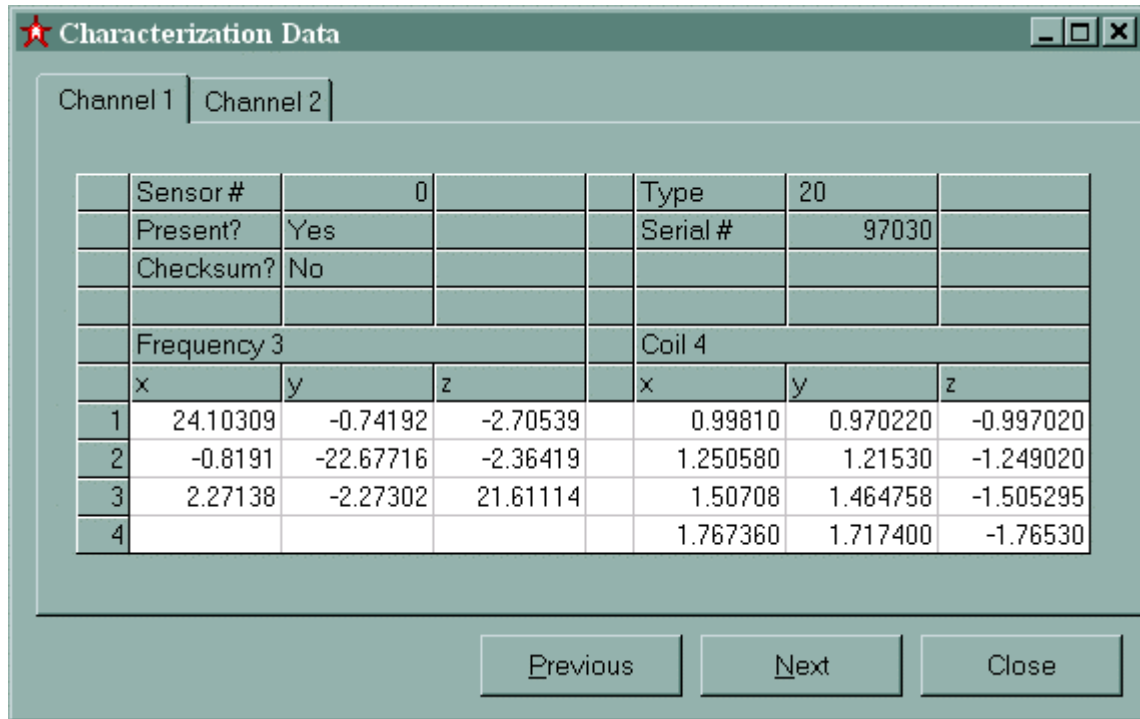 Characterization Data
Channel 1 Channel 2
Sensor # 0 Type 20
Present? Yes Serial # 97030
Checksum? No
Frequency 3 Coil 4
x y z x y z
1 24.10309 -0.74192 -2.70539 0.99810 0.970220 -0.997020
2 -0.8191 -22.67716 -2.36419 1.250580 1.21530 -1.249020
3 2.27138 -2.27302 21.61114 1.50708 1.464758 -1.505295
4 1.767360 1.717400 -1.76530
Previous Next Close